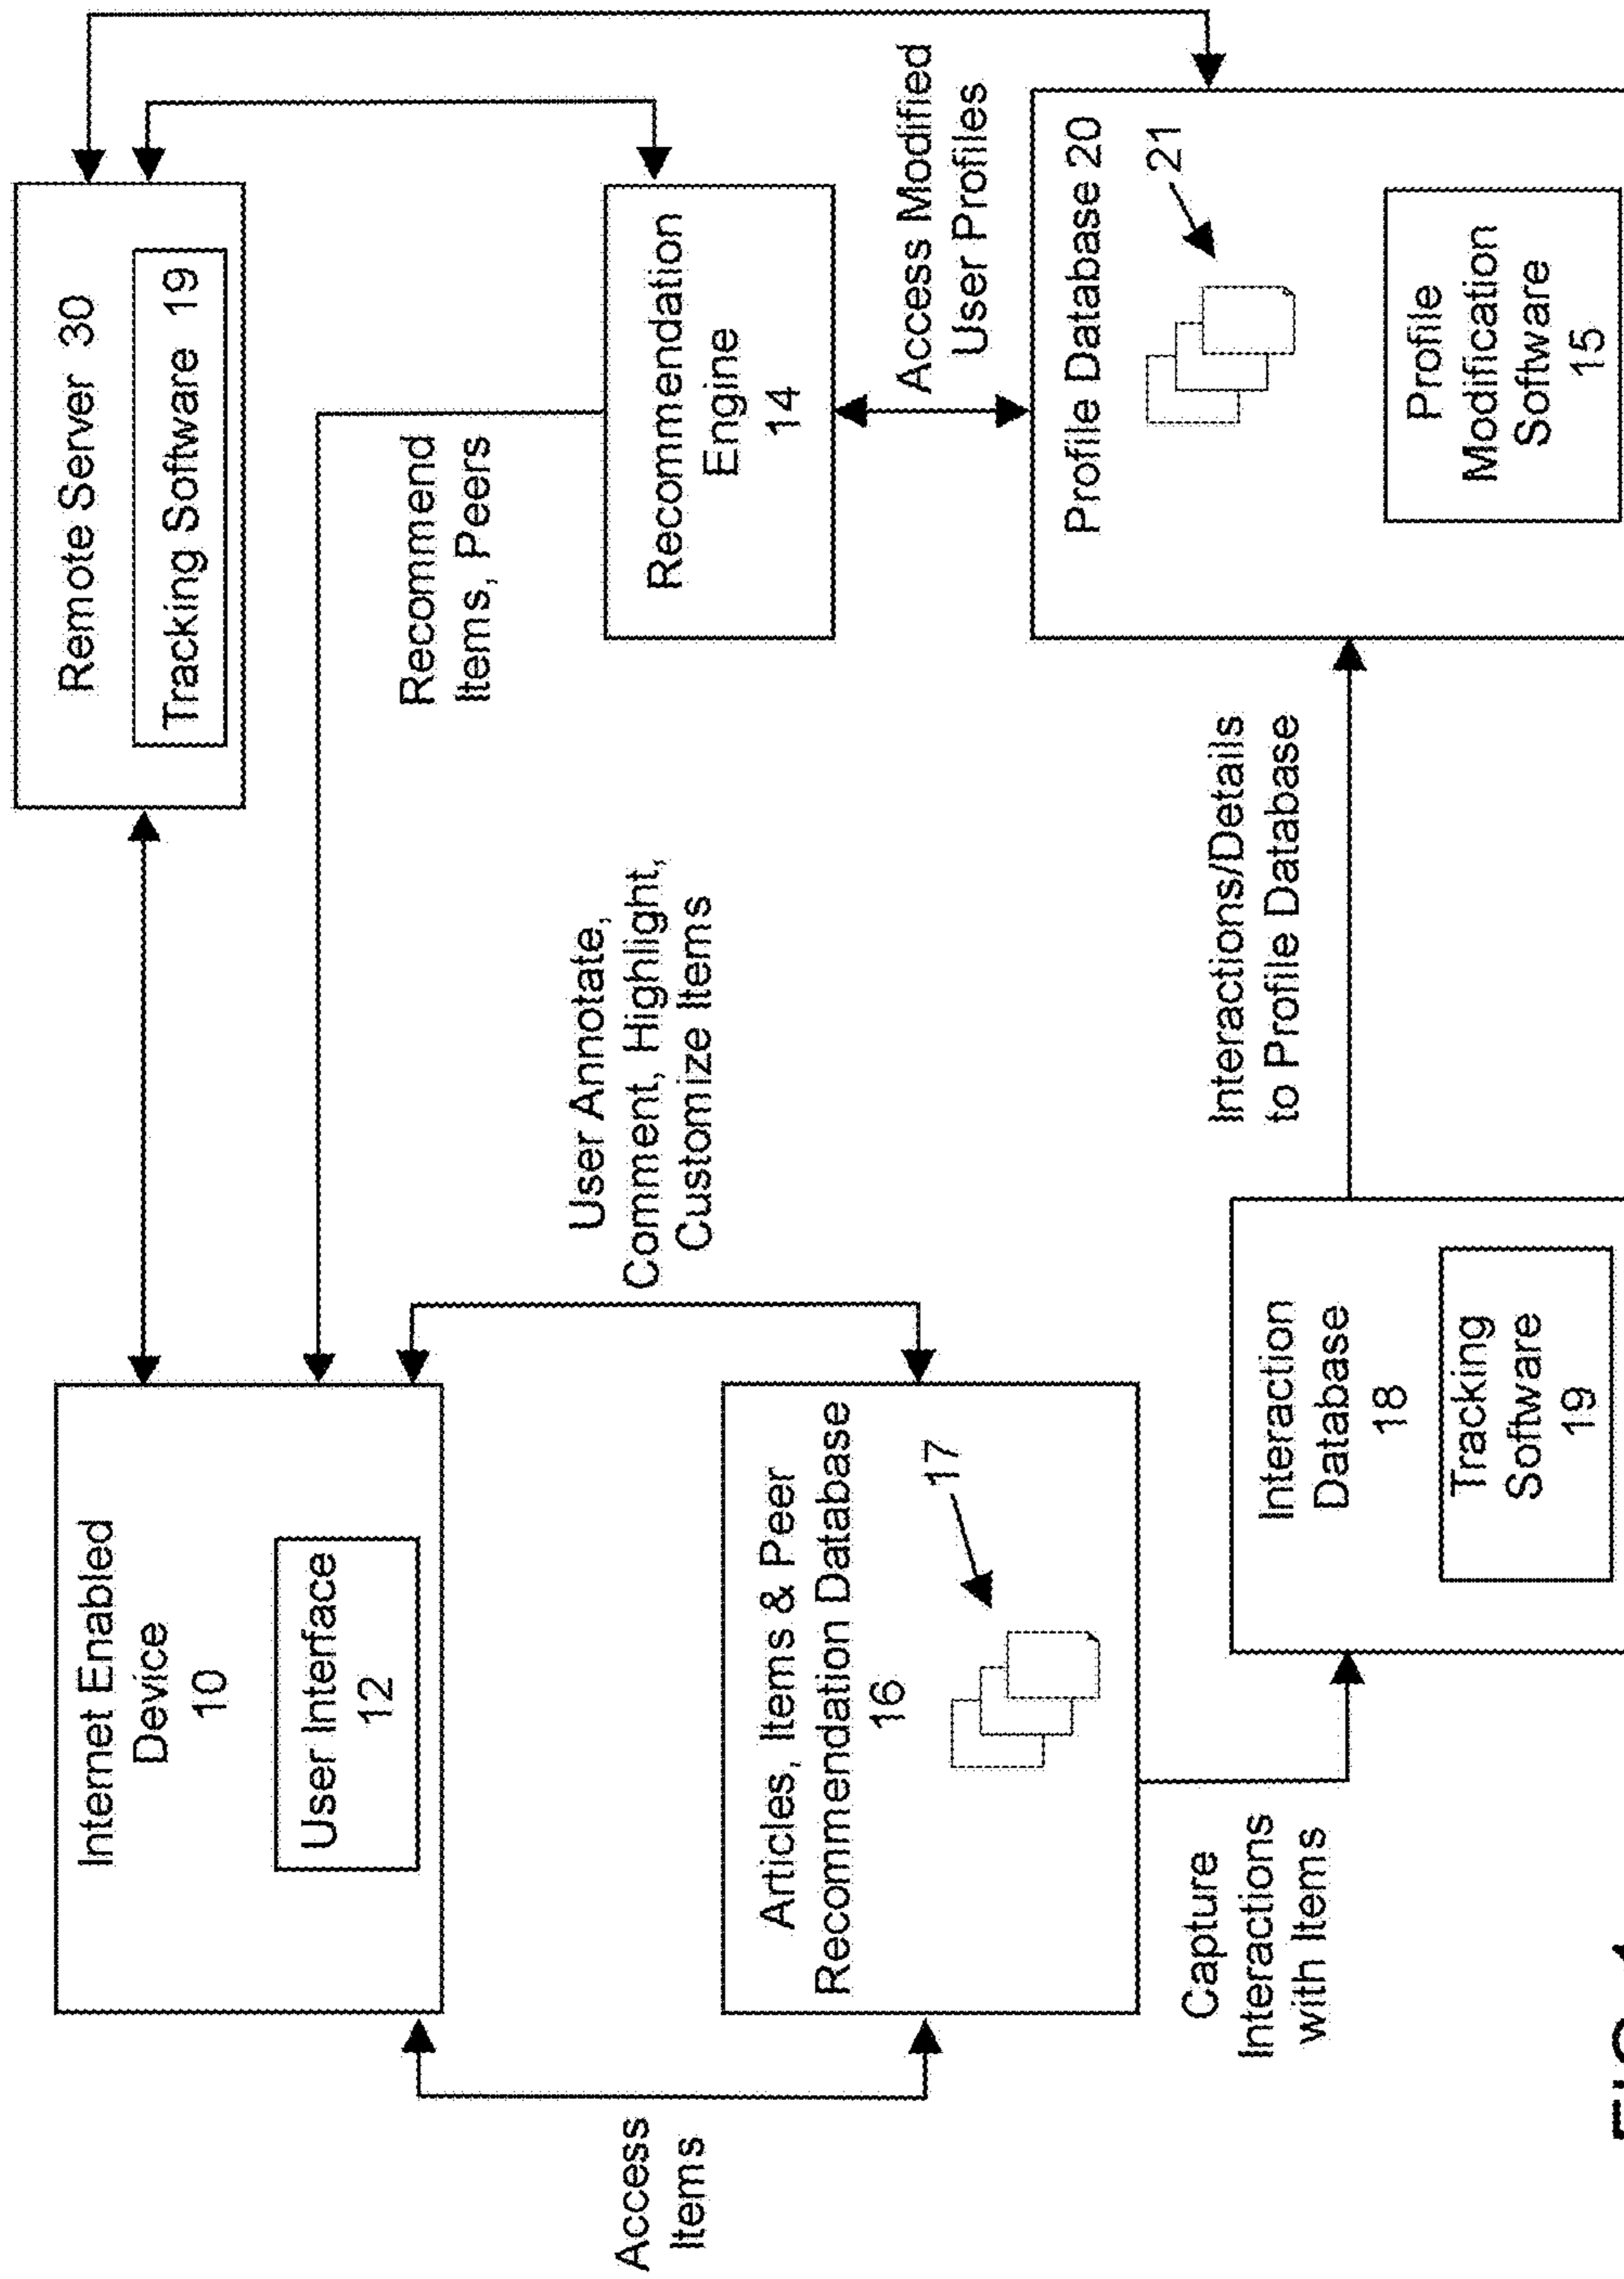 Internet Enabled
Device
10
User Interface
12
Remote Server 30
Tracking Software 19
Recommend
Items, Peers
Access
Items
User Annotate,
Comment, Highlight,
Customize Items
Recommendation
Engine
14
Articles, Items & Peer
Recommendation Database
16
17
Access Modified
User Profiles
Capture
Interactions
with Items
Interaction
Database
18
Tracking
Software
19
Interactions/Details
to Profile Database
Profile Database 20
21
Profile
Modification
Software
15